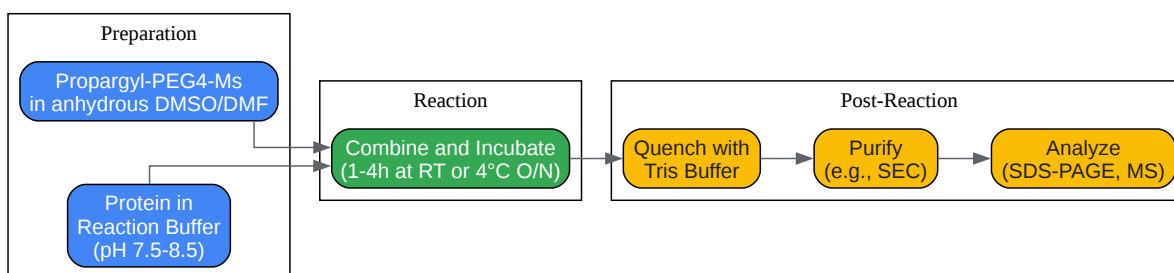 Preparation
Propargyl-PEG4-Ms
in anhydrous DMSO/DMF
Protein in
Reaction Buffer
(pH 7.5-8.5)
Reaction
Combine and Incubate
(1-4h at RT or 4°C O/N)
Post-Reaction
Quench with
Tris Buffer
Purify
(e.g., SEC)
Analyze
(SDS-PAGE, MS)